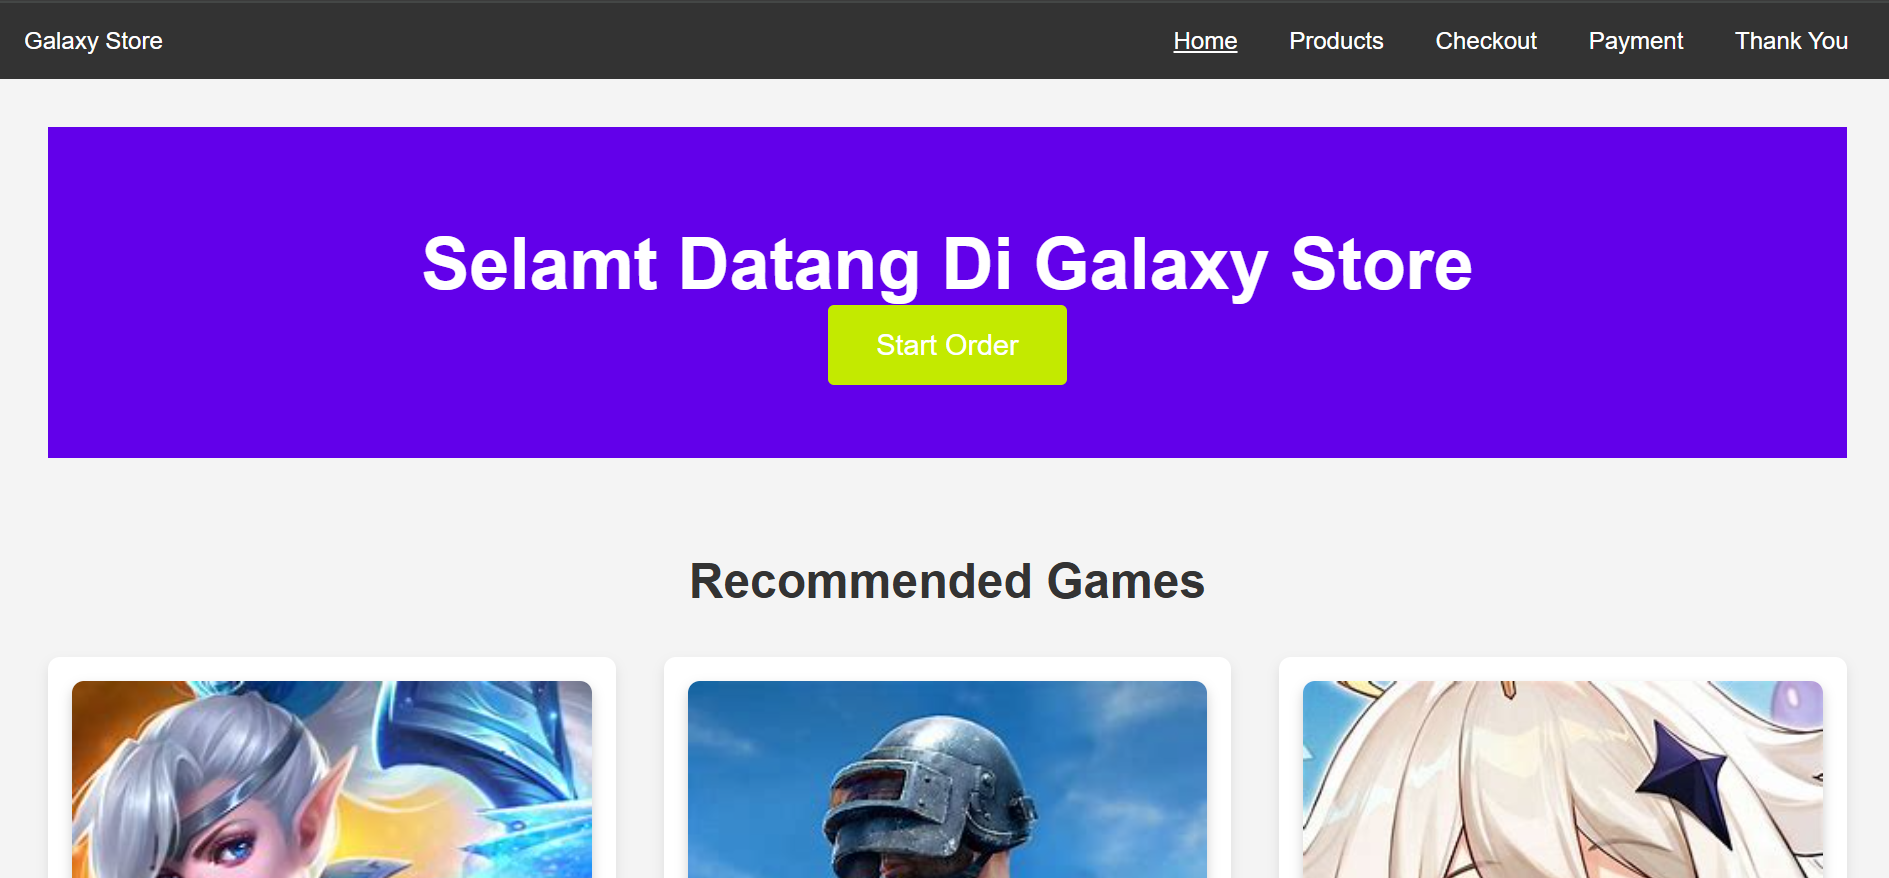 Galaxy Store
Home Products Checkout Payment Thank You
Selamt Datang Di Galaxy Store
Start Order
Recommended Games